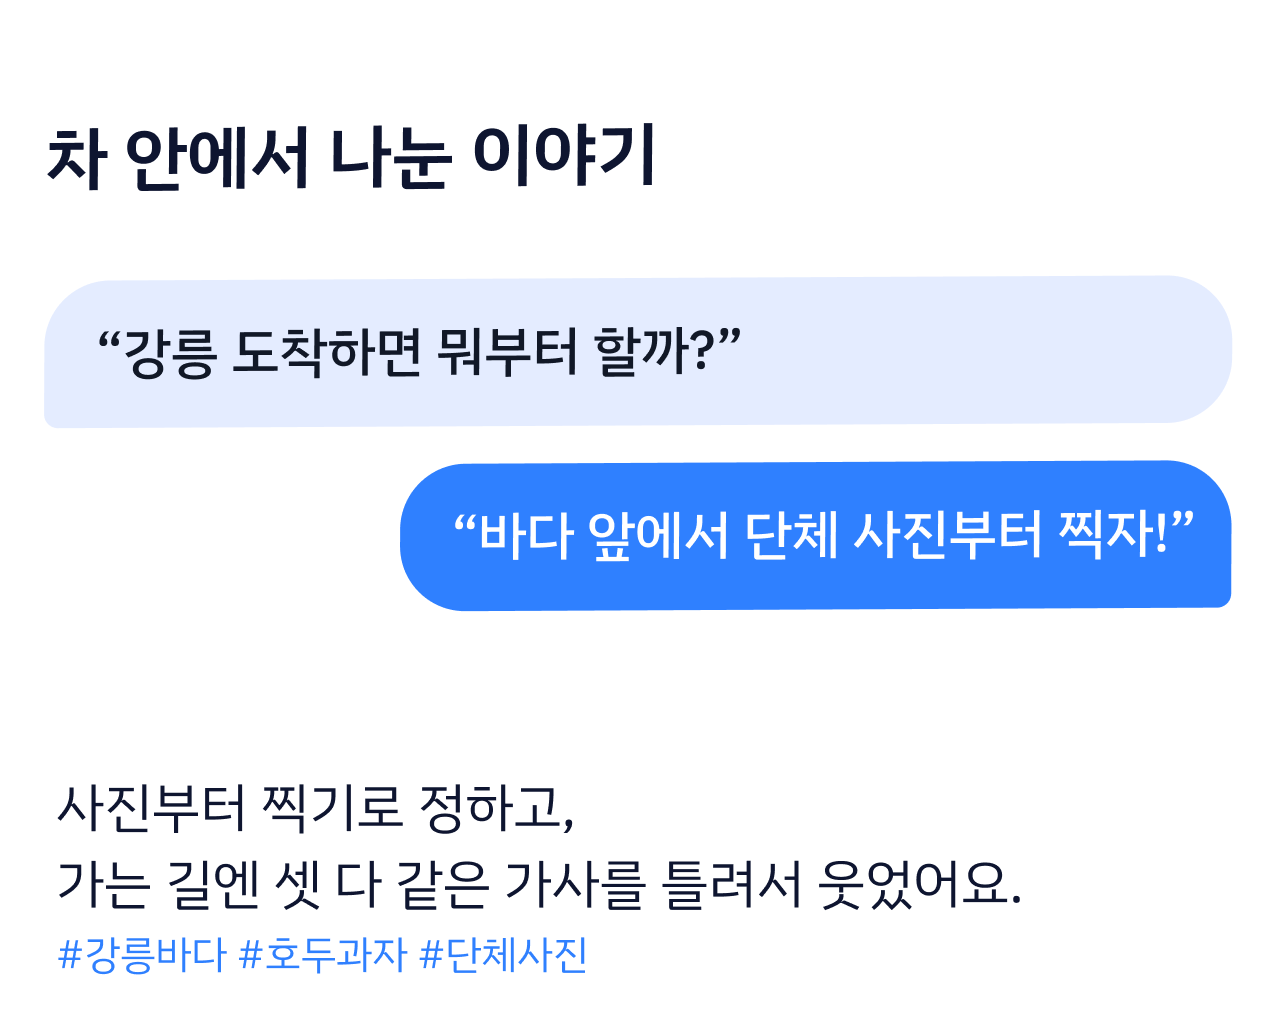 차 안에서 나눈 이야기
“강릉 도착하면 뭐부터 할까?”
“바다 앞에서 단체 사진부터 찍자!”
사진부터 찍기로 정하고,
가는 길엔 셋 다 같은 가사를 틀려서 웃었어요.
#강릉바다 #호두과자 #단체사진